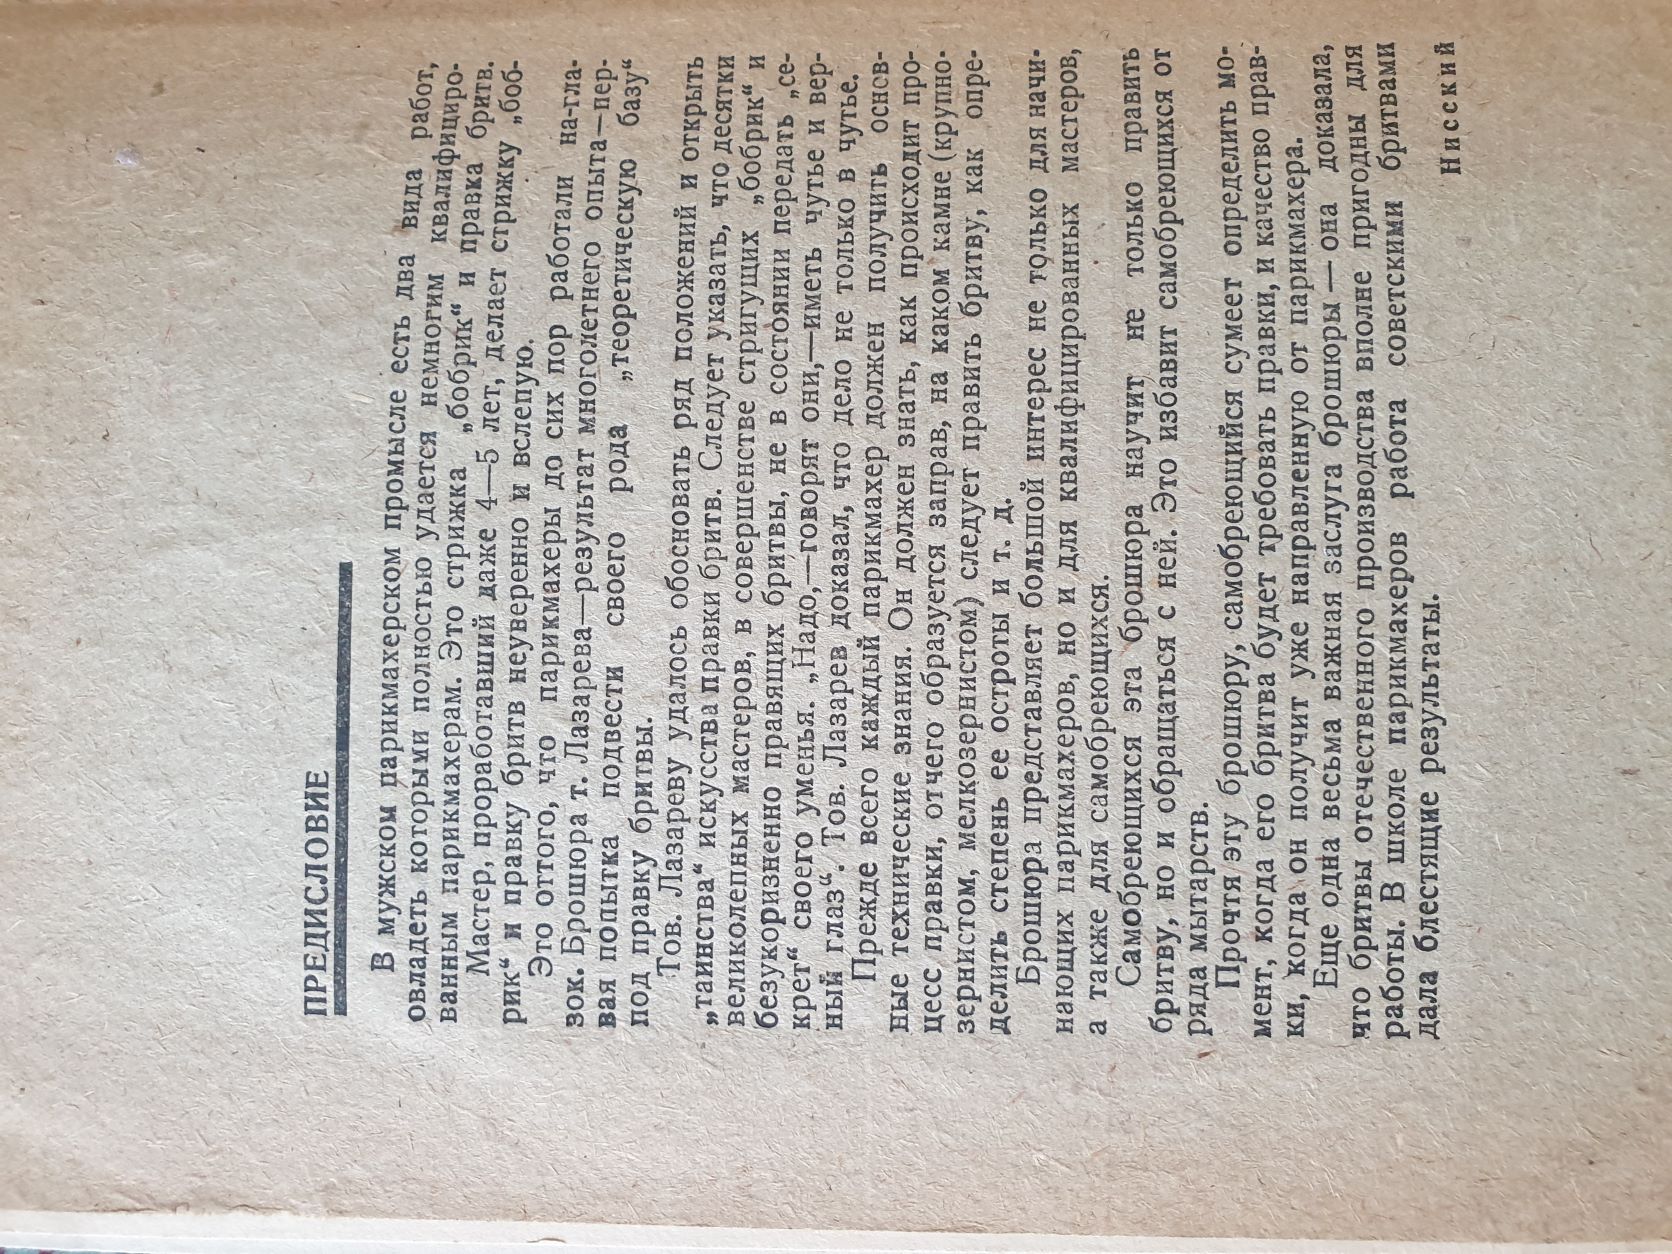 ПРЕДИСЛОВИЕ
В мужском парикмахерском промысле есть два вида работ,
овладеть которыми полностью удается немногим квалифициро-
ванным парикмахерам. Это стрижка „бобрик“ и правка бритв.
Мастер, проработавший даже 4—5 лет, делает стрижку „боб-
рик“ и правку бритв неуверенно и вслепую.
Это оттого, что парикмахеры до сих пор работали на-гла-
зок. Брошюра т. Лазарева—результат многолетнего опыта—пер-
вая попытка подвести своего рода „теоретическую базу“
под правку бритвы.
Тов. Лазареву удалось обосновать ряд положений и открыть
„таинства“ искусства правки бритв. Следует указать, что десятки
великолепных мастеров, в совершенстве стригущих „бобрик“ и
безукоризненно правящих бритвы, не в состоянии передать „се-
крет“ своего уменья. „Надо,—говорят они,—иметь чутье и вер-
ный глаз“. Тов. Лазарев доказал, что дело не только в чутье.
Прежде всего каждый парикмахер должен получить основ-
ные технические знания. Он должен знать, как происходит про-
цесс правки, отчего образуется заправ, на каком камне (крупно-
зернистом, мелкозернистом) следует править бритву, как опре-
делить степень ее остроты и т. д.
Брошюра представляет большой интерес не только для начи-
нающих парикмахеров, но и для квалифицированных мастеров,
а также для самобреющихся.
Самобреющихся эта брошюра научит не только править
бритву, но и обращаться с ней. Это избавит самобреющихся от
ряда мытарств.
Прочтя эту брошюру, самобреющийся сумеет определить мо-
мент, когда его бритва будет требовать правки, и качество прав-
ки, когда он получит уже направленную от парикмахера.
Еще одна весьма важная заслуга брошюры — она доказала,
что бритвы отечественного производства вполне пригодны для
работы. В школе парикмахеров работа советскими бритвами
дала блестящие результаты.
Нисский